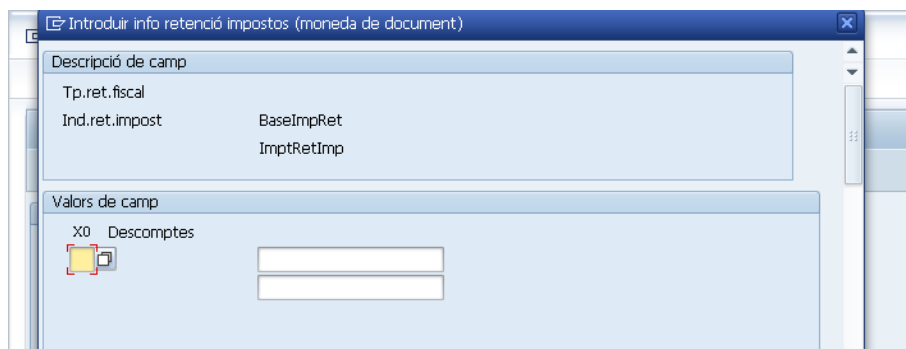 Introduir info retenció impostos (moneda de document)
Descripció de camp
Tp.ret.fiscal
Ind.ret.impost BaseImpRet
ImptRetImp
Valors de camp
X0 Descomptes